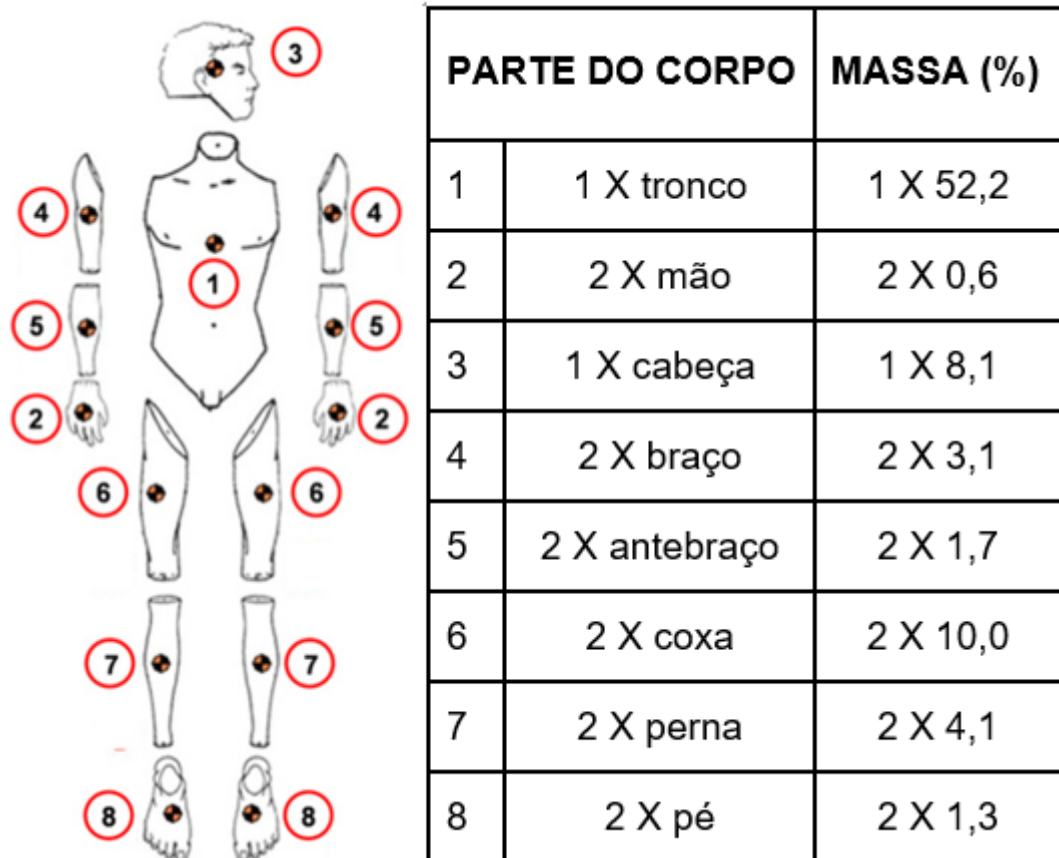 3
4 4
1
5 5
2 2
6 6
7 7
8 8
PARTE DO CORPO MASSA (%)
1 1 X tronco 1 X 52,2
2 2 X mão 2 X 0,6
3 1 X cabeça 1 X 8,1
4 2 X braço 2 X 3,1
5 2 X antebraço 2 X 1,7
6 2 X coxa 2 X 10,0
7 2 X perna 2 X 4,1
8 2 X pé 2 X 1,3